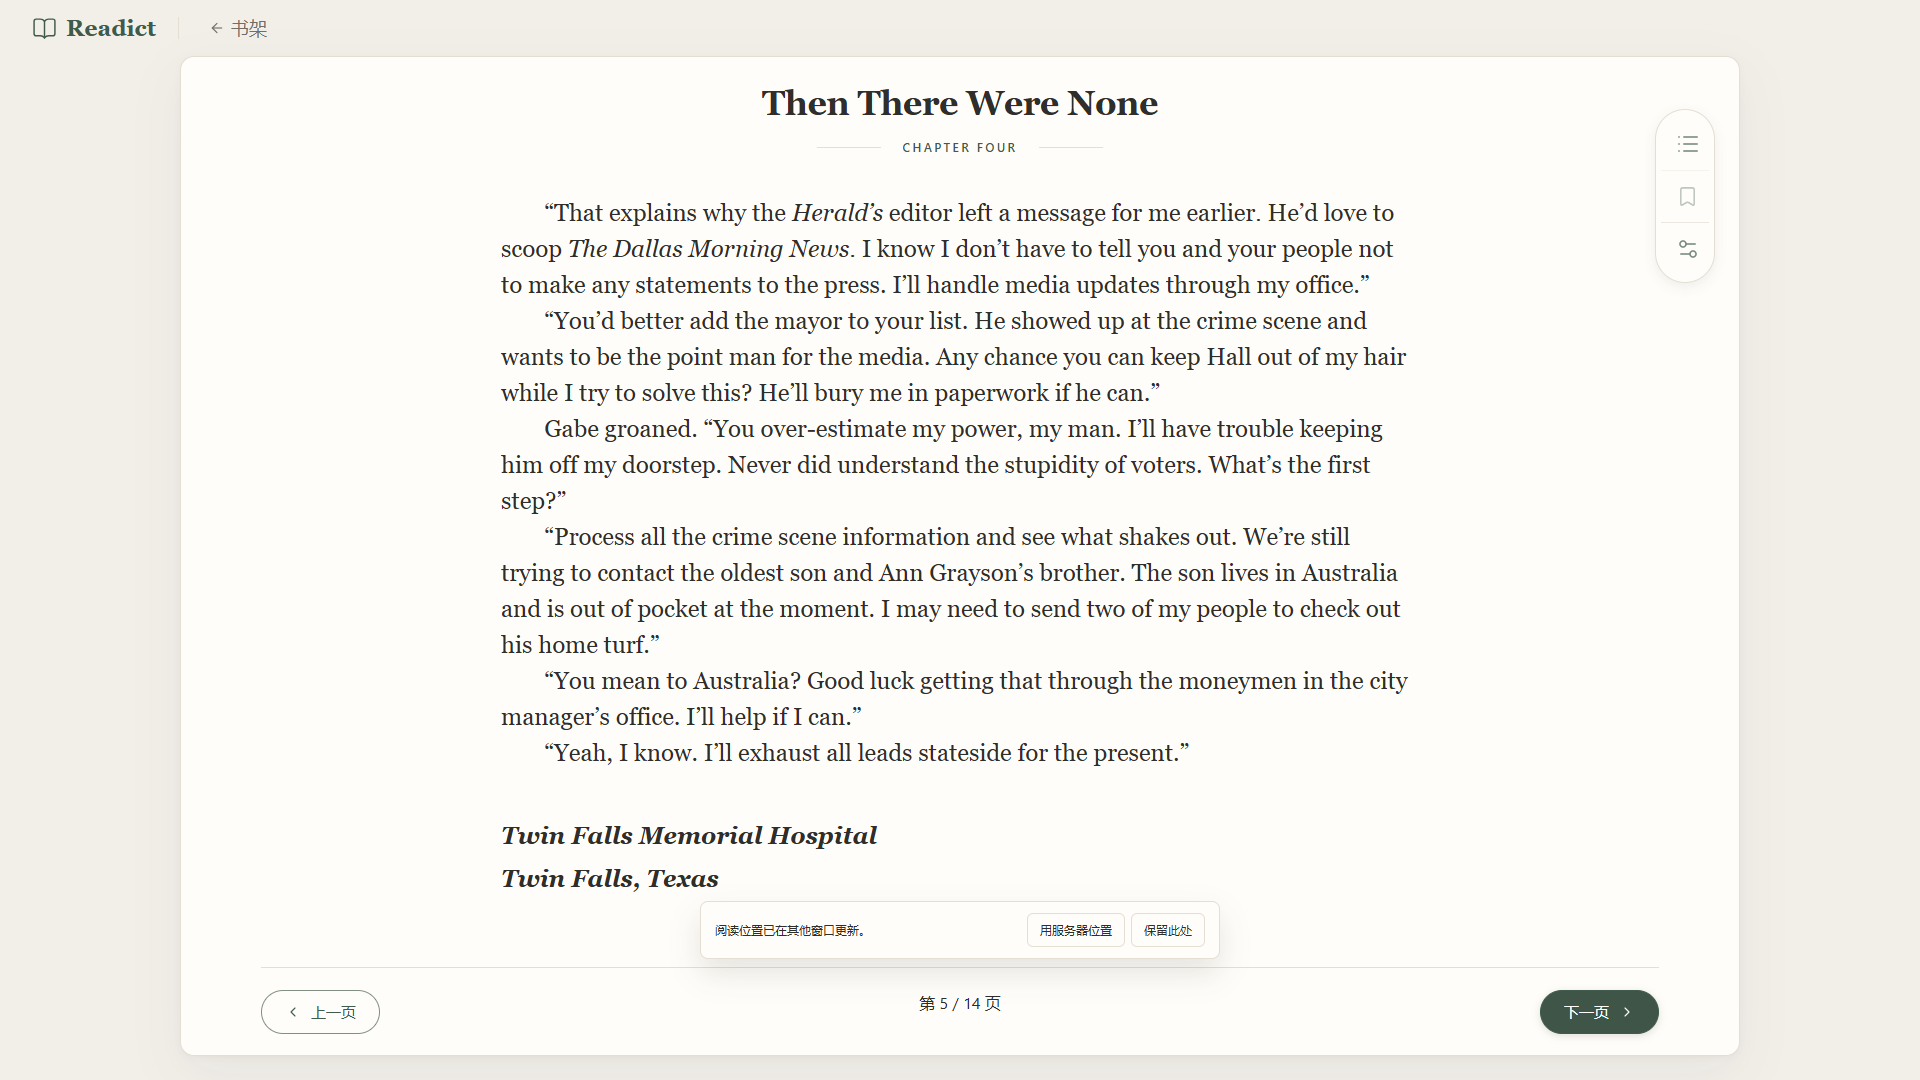 Readict
书架
Then There Were None
CHAPTER FOUR
“That explains why the Herald’s editor left a message for me earlier. He’d love to
scoop The Dallas Morning News. I know I don’t have to tell you and your people not
to make any statements to the press. I’ll handle media updates through my office.”
“You’d better add the mayor to your list. He showed up at the crime scene and
wants to be the point man for the media. Any chance you can keep Hall out of my hair
while I try to solve this? He’ll bury me in paperwork if he can.”
Gabe groaned. “You over-estimate my power, my man. I’ll have trouble keeping
him off my doorstep. Never did understand the stupidity of voters. What’s the first
step?”
“Process all the crime scene information and see what shakes out. We’re still
trying to contact the oldest son and Ann Grayson’s brother. The son lives in Australia
and is out of pocket at the moment. I may need to send two of my people to check out
his home turf.”
“You mean to Australia? Good luck getting that through the moneymen in the city
manager’s office. I’ll help if I can.”
“Yeah, I know. I’ll exhaust all leads stateside for the present.”
Twin Falls Memorial Hospital
Twin Falls, Texas
阅读位置已在其他窗口更新。
用服务器位置
保留此处
上一页
第 5 / 14 页
下一页